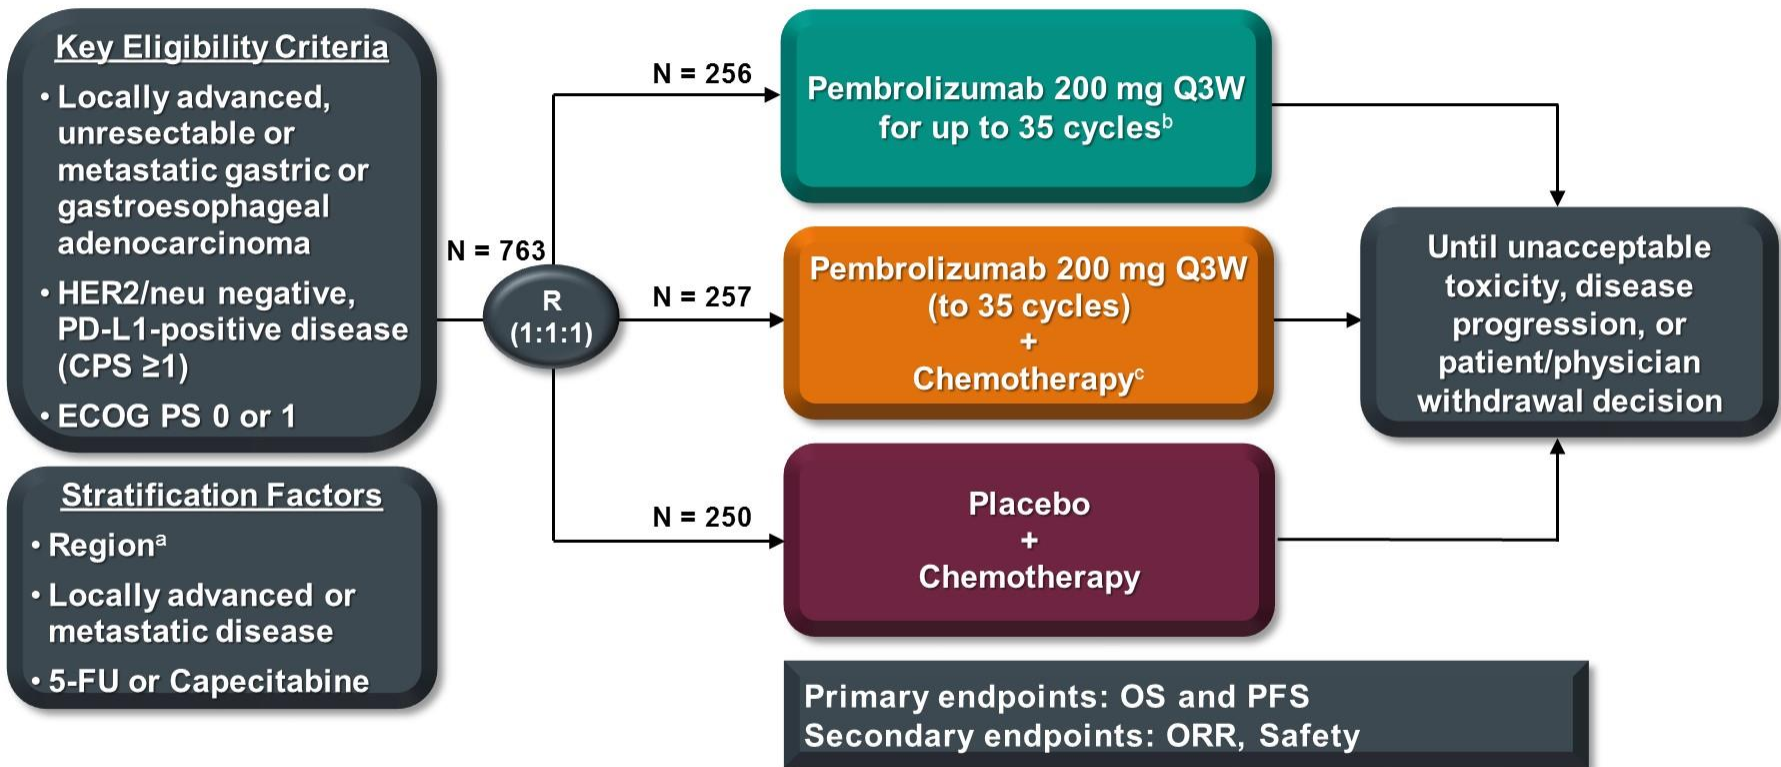 Key Eligibility Criteria
• Locally advanced,
unresectable or
metastatic gastric or
gastroesophageal
adenocarcinoma
• HER2/neu negative,
PD-L1-positive disease
(CPS ≥1)
• ECOG PS 0 or 1
Stratification Factors
• Regionᵃ
• Locally advanced or
metastatic disease
• 5-FU or Capecitabine
N = 763
R
(1:1:1)
N = 256
Pembrolizumab 200 mg Q3W
for up to 35 cyclesᵇ
N = 257
Pembrolizumab 200 mg Q3W
(to 35 cycles)
+
Chemotherapyᶜ
N = 250
Placebo
+
Chemotherapy
Until unacceptable
toxicity, disease
progression, or
patient/physician
withdrawal decision
Primary endpoints: OS and PFS
Secondary endpoints: ORR, Safety